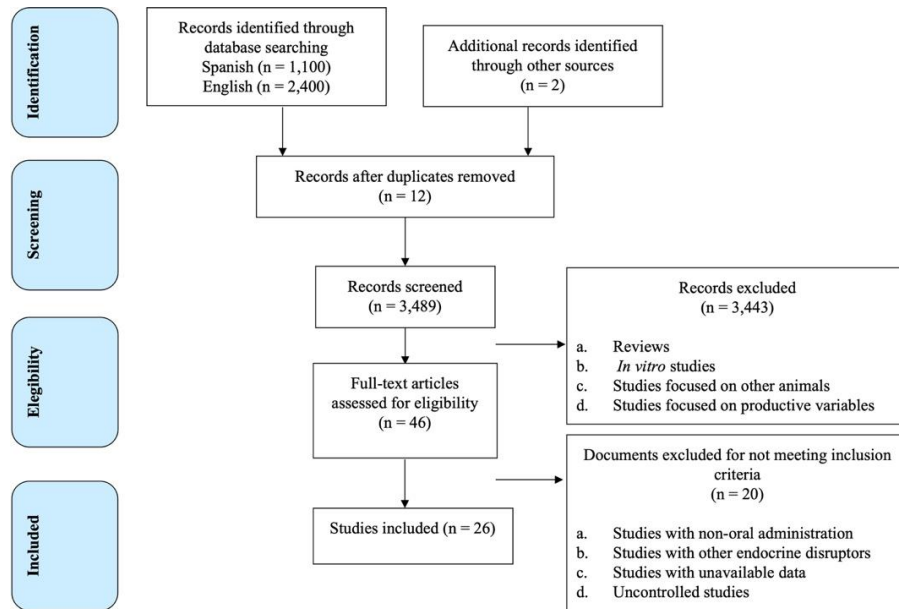 Identification
Records identified through
database searching
Spanish (n = 1,100)
English (n = 2,400)
Additional records identified
through other sources
(n = 2)
Screening
Records after duplicates removed
(n = 12)
Records screened
(n = 3,489)
Records excluded
(n = 3,443)
a. Reviews
b. In vitro studies
c. Studies focused on other animals
d. Studies focused on productive variables
Elegibility
Full-text articles
assessed for eligibility
(n = 46)
Documents excluded for not meeting inclusion
criteria
(n = 20)
a. Studies with non-oral administration
b. Studies with other endocrine disruptors
c. Studies with unavailable data
d. Uncontrolled studies
Included
Studies included (n = 26)